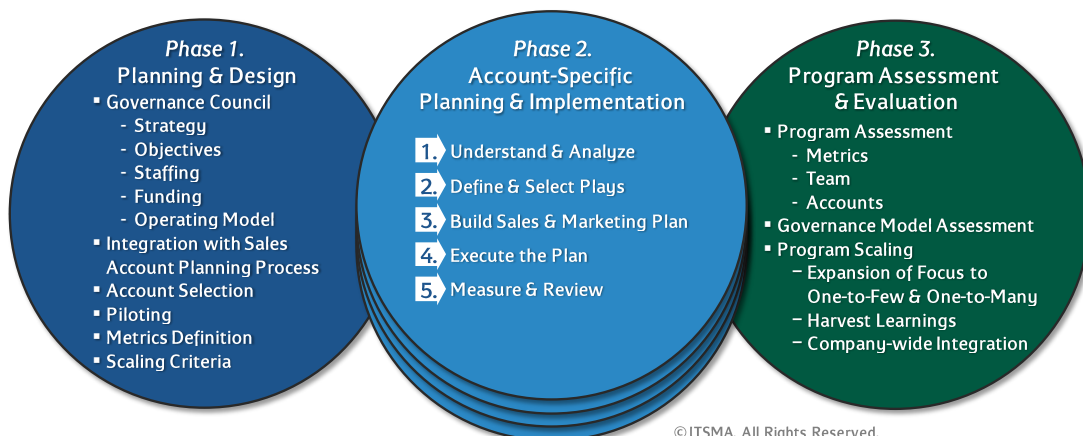 Phase 1.
Planning & Design
▪ Governance Council
- Strategy
- Objectives
- Staffing
- Funding
- Operating Model
▪ Integration with Sales
Account Planning Process
▪ Account Selection
▪ Piloting
▪ Metrics Definition
▪ Scaling Criteria
Phase 2.
Account-Specific
Planning & Implementation
1. Understand & Analyze
2. Define & Select Plays
3. Build Sales & Marketing Plan
4. Execute the Plan
5. Measure & Review
Phase 3.
Program Assessment
& Evaluation
▪ Program Assessment
- Metrics
- Team
- Accounts
▪ Governance Model Assessment
▪ Program Scaling
– Expansion of Focus to
One-to-Few & One-to-Many
– Harvest Learnings
– Company-wide Integration
© ITSMA. All Rights Reserved.